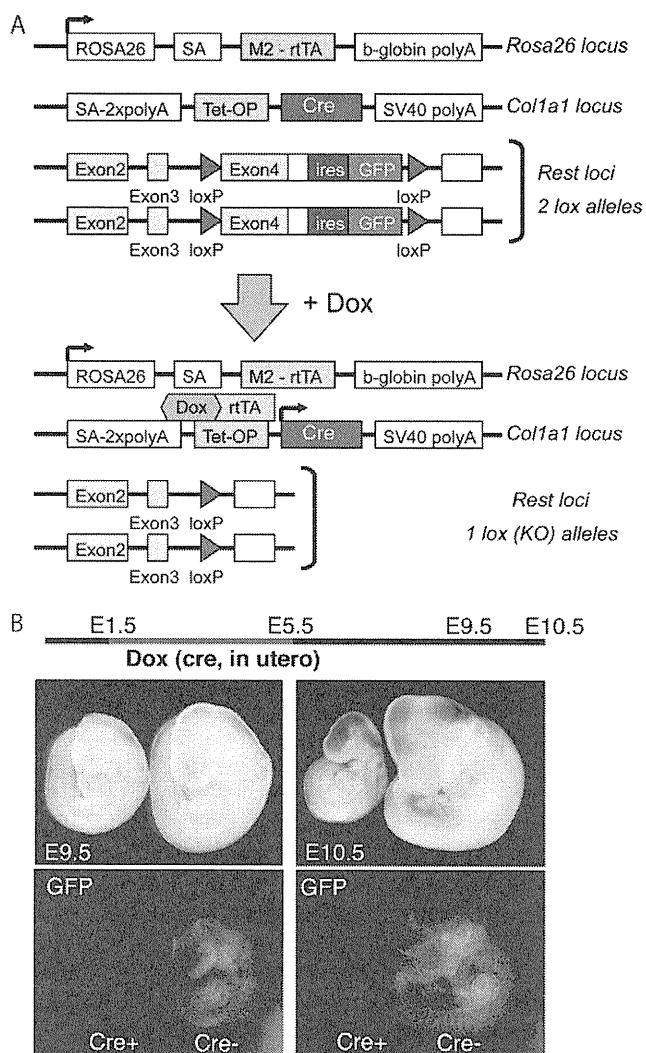 A
ROSA26 SA M2 - rtTA b-globin polyA Rosa26 locus
SA-2xpolyA Tet-OP Cre SV40 polyA Col1a1 locus
Exon2 Exon4 ires GFP
Exon3 loxP loxP
Rest loci
2 lox alleles
Exon2 Exon4 ires GFP
Exon3 loxP loxP
+ Dox
ROSA26 SA M2 - rtTA b-globin polyA Rosa26 locus
Dox rtTA
SA-2xpolyA Tet-OP Cre SV40 polyA Col1a1 locus
Exon2
Exon3 loxP
Rest loci
1 lox (KO) alleles
Exon2
Exon3 loxP
B
E1.5 E5.5 E9.5 E10.5
Dox (cre, in utero)
E9.5 E10.5
GFP GFP
Cre+ Cre- Cre+ Cre-